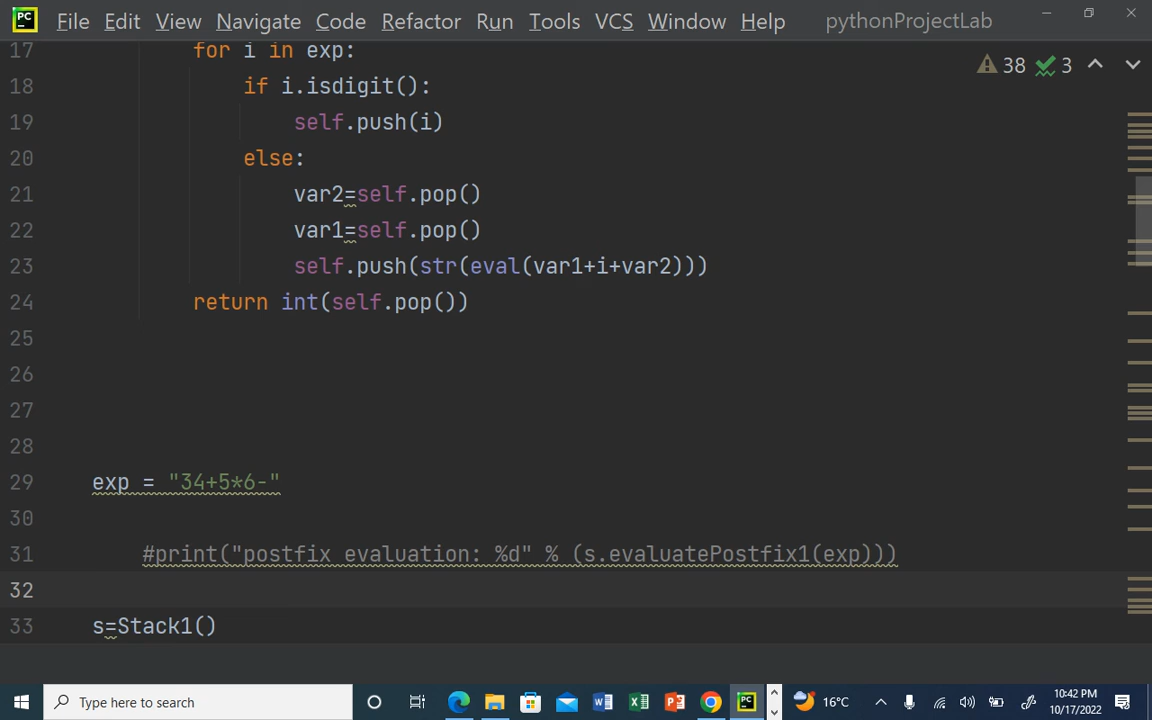 PC File Edit View Navigate Code Refactor Run Tools VCS Window Help pythonProjectLab
17 for i in exp:
38 3
18 if i.isdigit():
19 self.push(i)
20 else:
21 var2=self.pop()
22 var1=self.pop()
23 self.push(str(eval(var1+i+var2)))
24 return int(self.pop())
25
26
27
28
29 exp = "34+5*6-"
30
31 #print("postfix evaluation: %d" % (s.evaluatePostfix1(exp)))
32
33 s=Stack1()
Type here to search
16°C
10:42 PM
10/17/2022